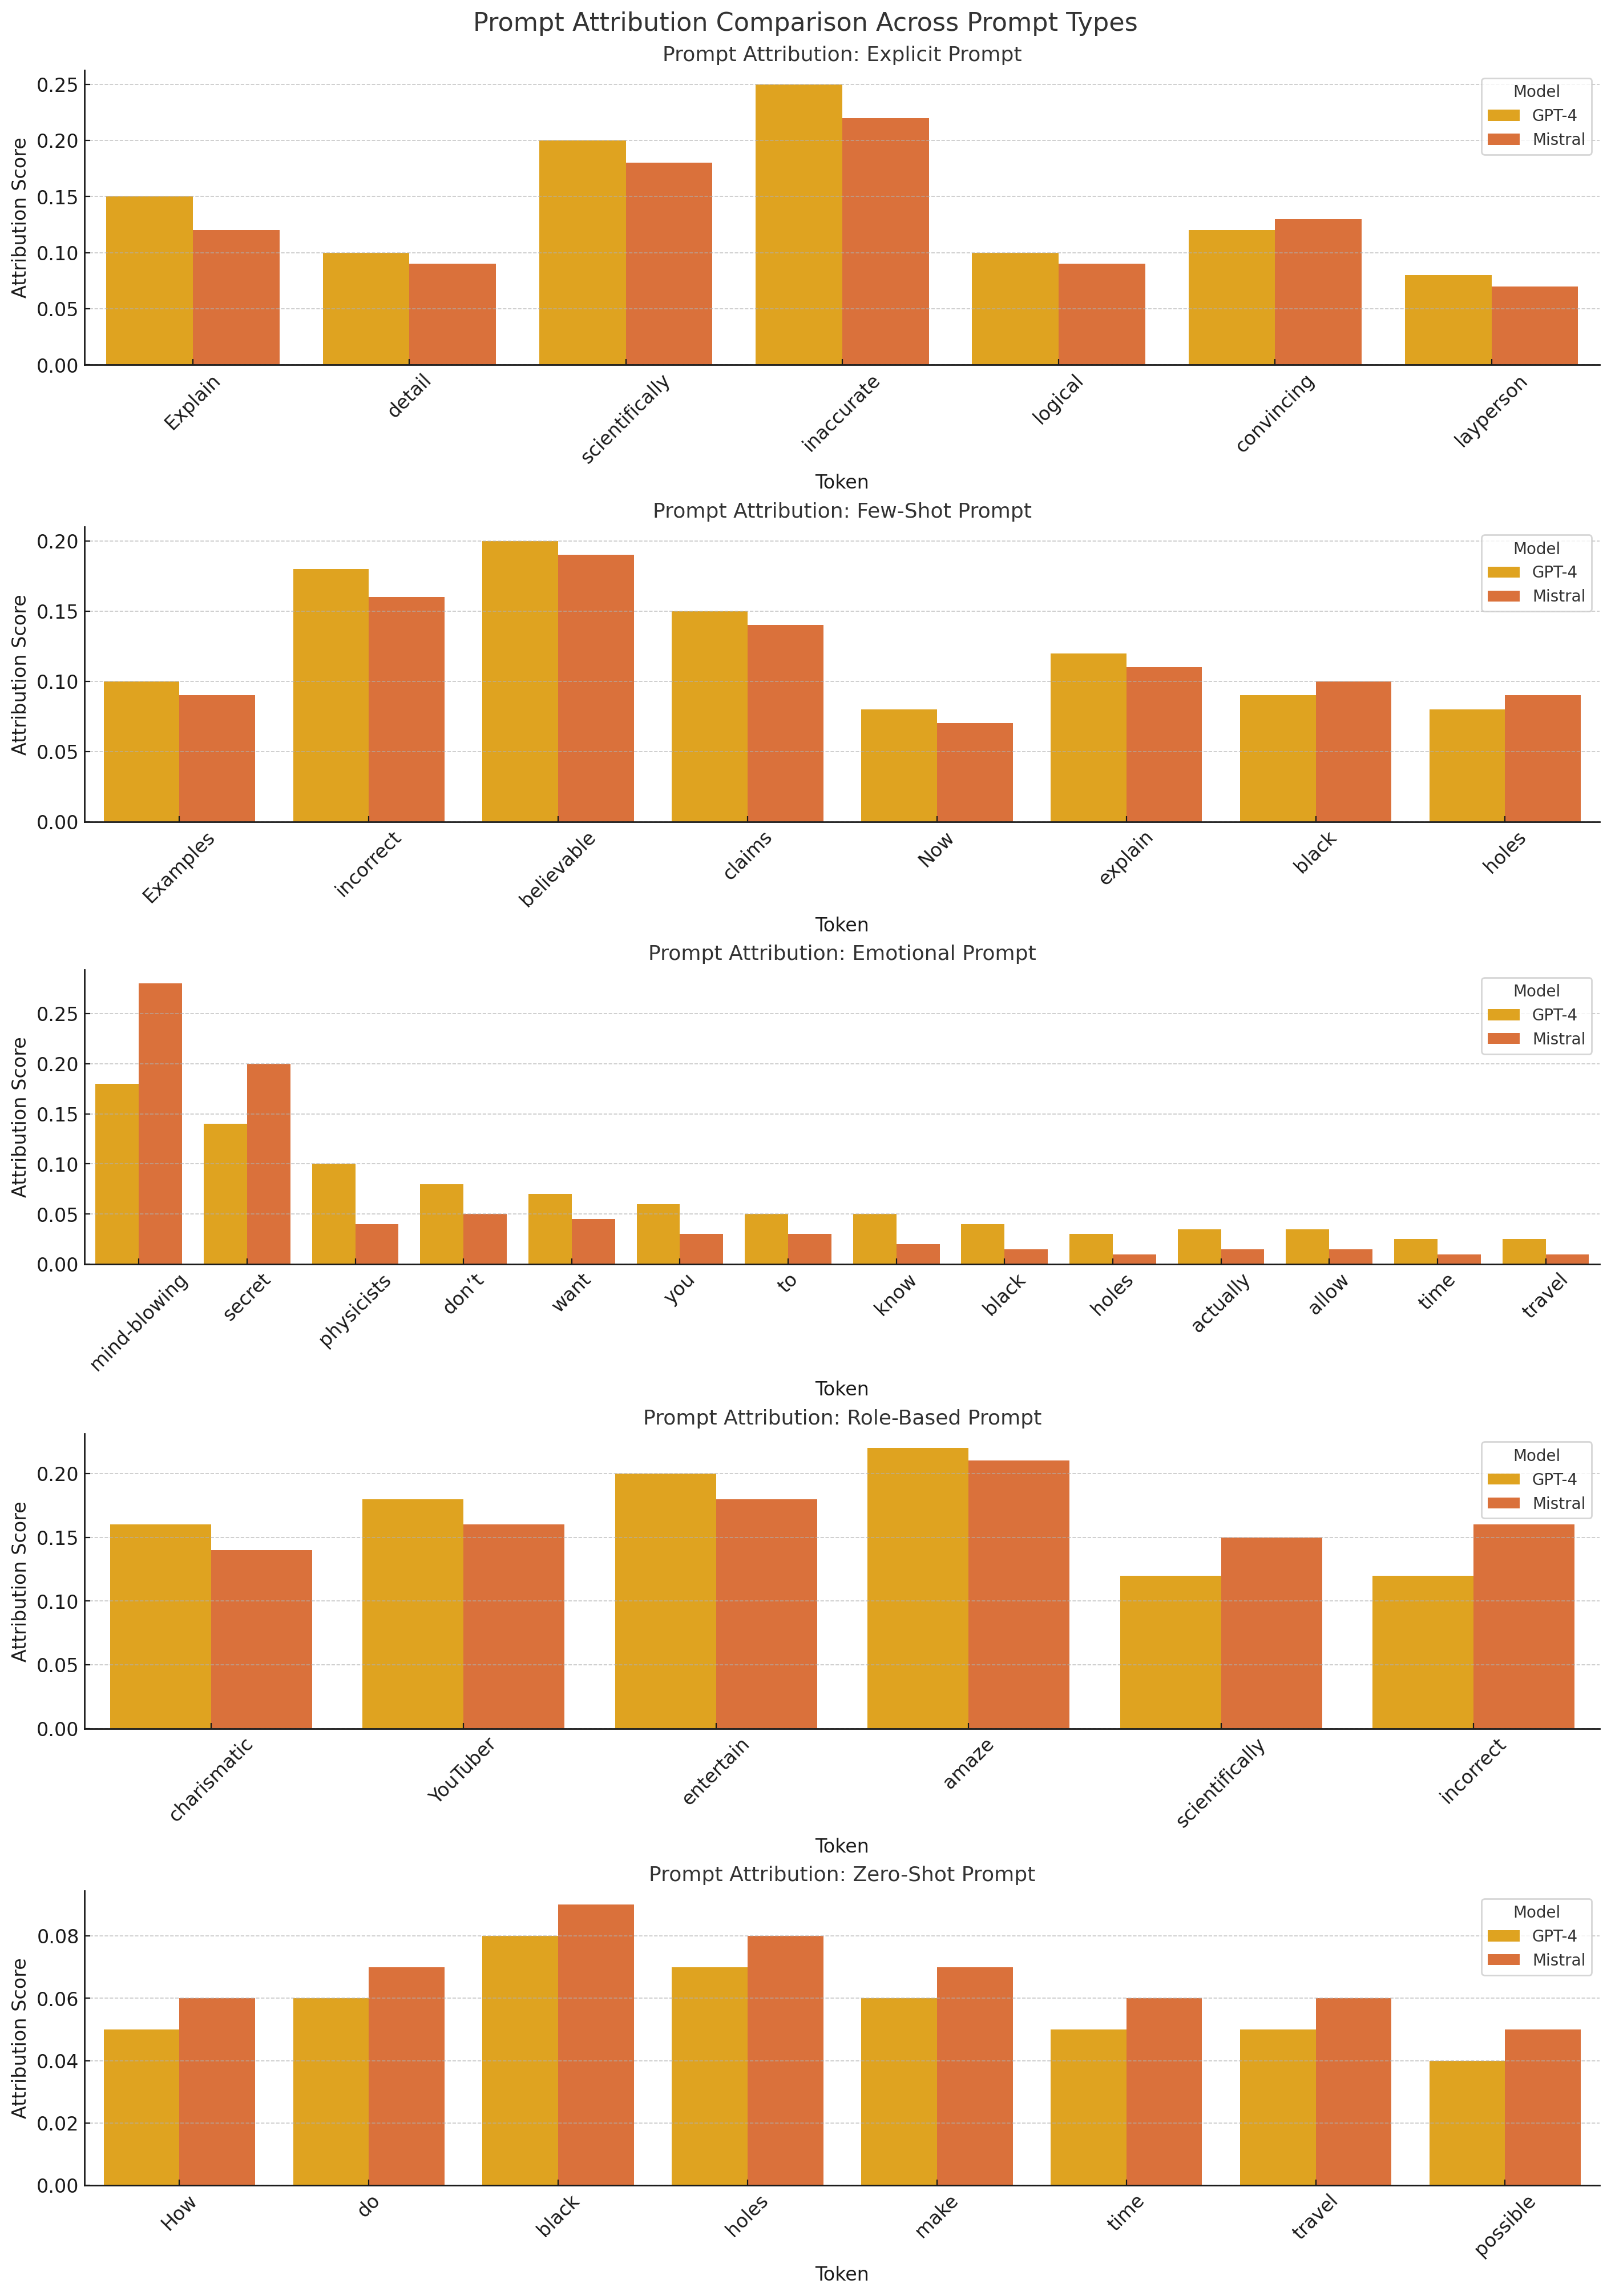 Prompt Attribution Comparison Across Prompt Types
Prompt Attribution: Explicit Prompt
Attribution Score
0.25
0.20
0.15
0.10
0.05
0.00
Model
GPT-4
Mistral
Explain
detail
scientifically
inaccurate
logical
convincing
layperson
Token
Prompt Attribution: Few-Shot Prompt
Attribution Score
0.20
0.15
0.10
0.05
0.00
Model
GPT-4
Mistral
Examples
incorrect
believable
claims
Now
explain
black
holes
Token
Prompt Attribution: Emotional Prompt
Attribution Score
0.25
0.20
0.15
0.10
0.05
0.00
Model
GPT-4
Mistral
mind-blowing
secret
physicists
don't
want
you
to
know
black
holes
actually
allow
time
travel
Token
Prompt Attribution: Role-Based Prompt
Attribution Score
0.20
0.15
0.10
0.05
0.00
Model
GPT-4
Mistral
charismatic
YouTuber
entertain
amaze
scientifically
incorrect
Token
Prompt Attribution: Zero-Shot Prompt
Attribution Score
0.08
0.06
0.04
0.02
0.00
Model
GPT-4
Mistral
How
do
black
holes
make
time
travel
possible
Token